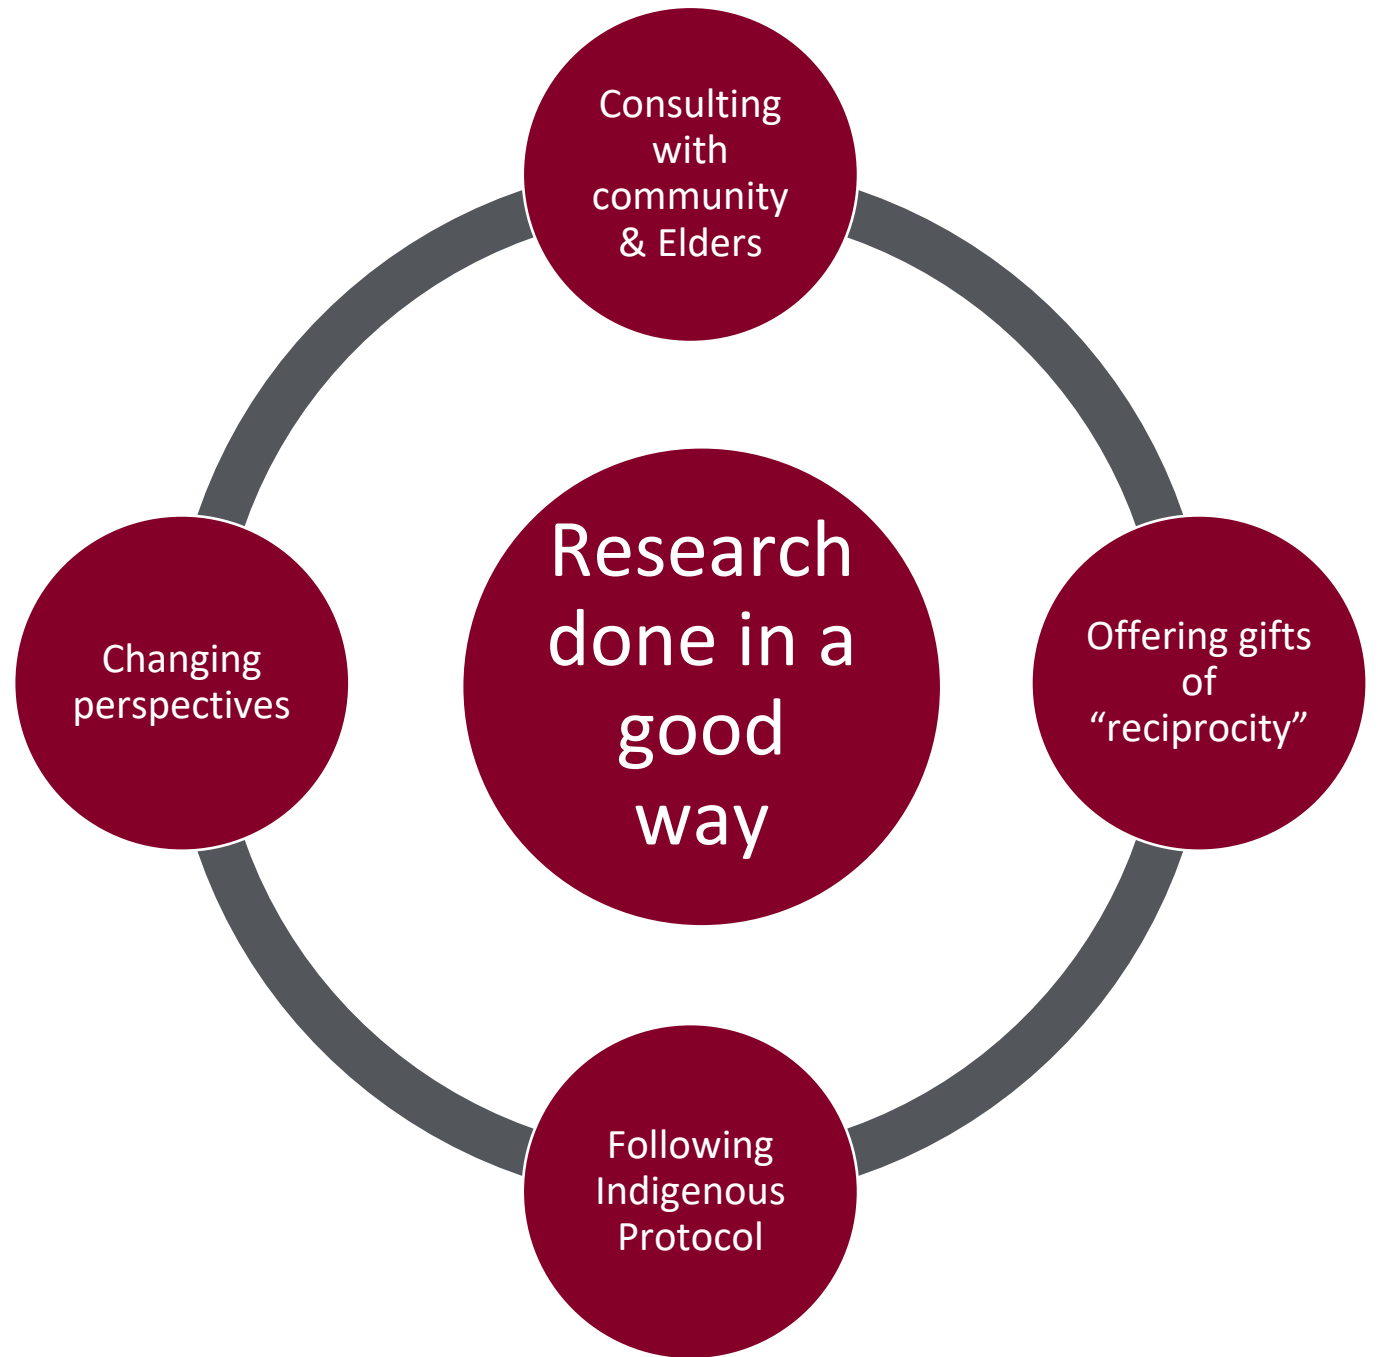 Consulting
with
community
& Elders
Research
done in a
good
way
Changing
perspectives
Offering gifts
of
“reciprocity”
Following
Indigenous
Protocol